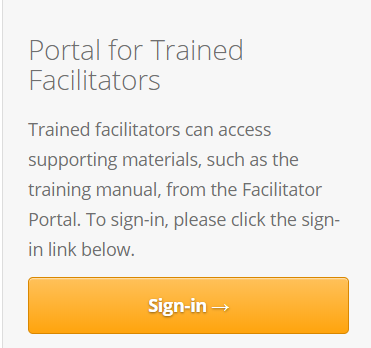 Portal for Trained
Facilitators
Trained facilitators can access
supporting materials, such as the
training manual, from the Facilitator
Portal. To sign-in, please click the sign-
in link below.
Sign-in →